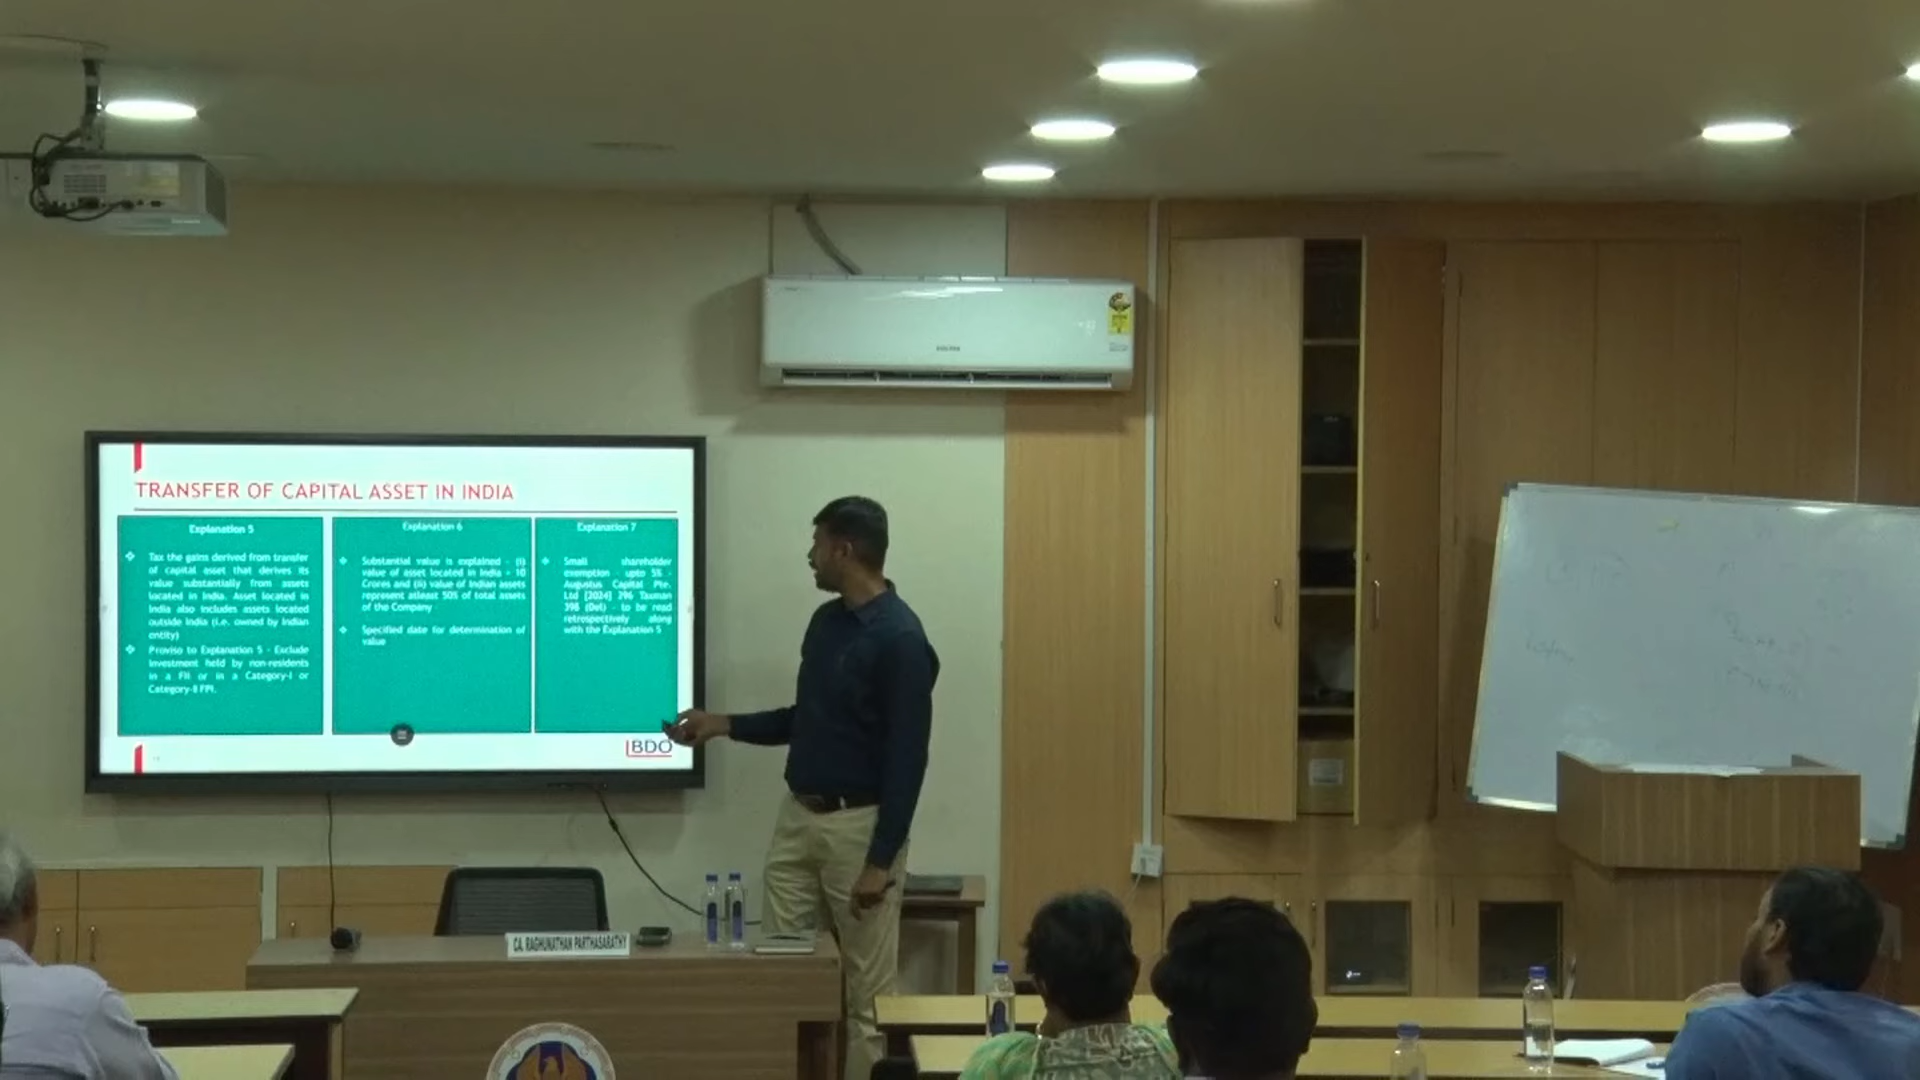 TRANSFER OF CAPITAL ASSET IN INDIA
Explanation 5
Tax the gains derived from transfer
of capital asset that derives its
value substantially from assets
located in India. Asset located in
India also includes assets located
outside India (i.e. owned by Indian
entity)
Proviso to Explanation 5 - Exclude
investment held by non-residents
in a FII or in a Category-I or
Category-II FPI.
Explanation 6
Substantial value is explained - (i)
value of asset located in India > 10
Crores and (ii) value of Indian assets
represent atleast 50% of total assets
of the Company
Specified date for determination of
value
Explanation 7
Small shareholder
exemption - upto 5% -
Augustus Capital Pte.
Ltd [2024] 396 Taxman
398 (Del) - to be read
retrospectively along
with the Explanation 5
BDO
CA. RAGHUNATHAN PARTHASARATHY